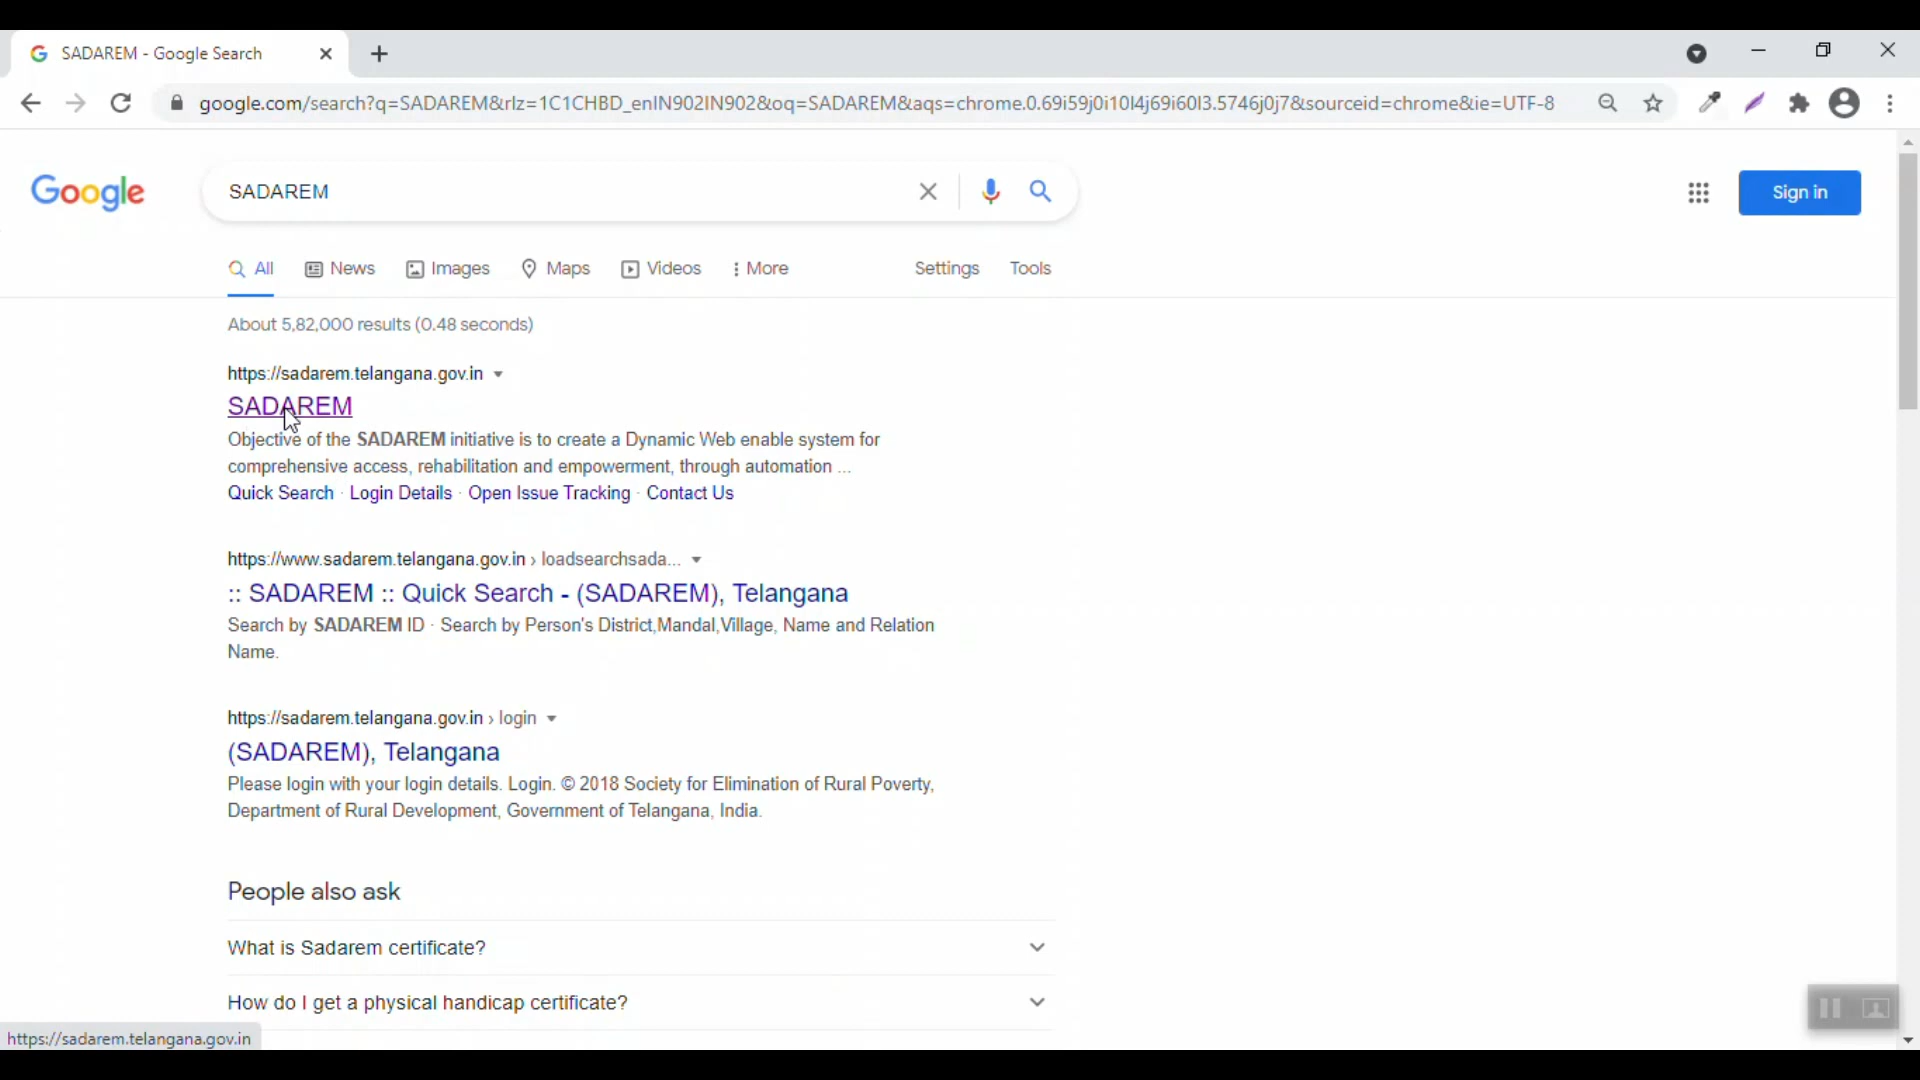 SADAREM - Google Search
google.com/search?q=SADAREM&rlz=1C1CHBD_enIN902IN902&oq=SADAREM&aqs=chrome.0.69i59j0i10l4j69i60l3.5746j0j7&sourceid=chrome&ie=UTF-8
Google
SADAREM
Sign in
All News Images Maps Videos More Settings Tools
About 5,82,000 results (0.48 seconds)
https://sadarem.telangana.gov.in
SADAREM
Objective of the SADAREM initiative is to create a Dynamic Web enable system for
comprehensive access, rehabilitation and empowerment, through automation ...
Quick Search · Login Details · Open Issue Tracking · Contact Us
https://www.sadarem.telangana.gov.in › loadsearchsada...
:: SADAREM :: Quick Search - (SADAREM), Telangana
Search by SADAREM ID · Search by Person's District,Mandal,Village, Name and Relation
Name.
https://sadarem.telangana.gov.in › login
(SADAREM), Telangana
Please login with your login details. Login. © 2018 Society for Elimination of Rural Poverty,
Department of Rural Development, Government of Telangana, India.
People also ask
What is Sadarem certificate?
How do I get a physical handicap certificate?
https://sadarem.telangana.gov.in